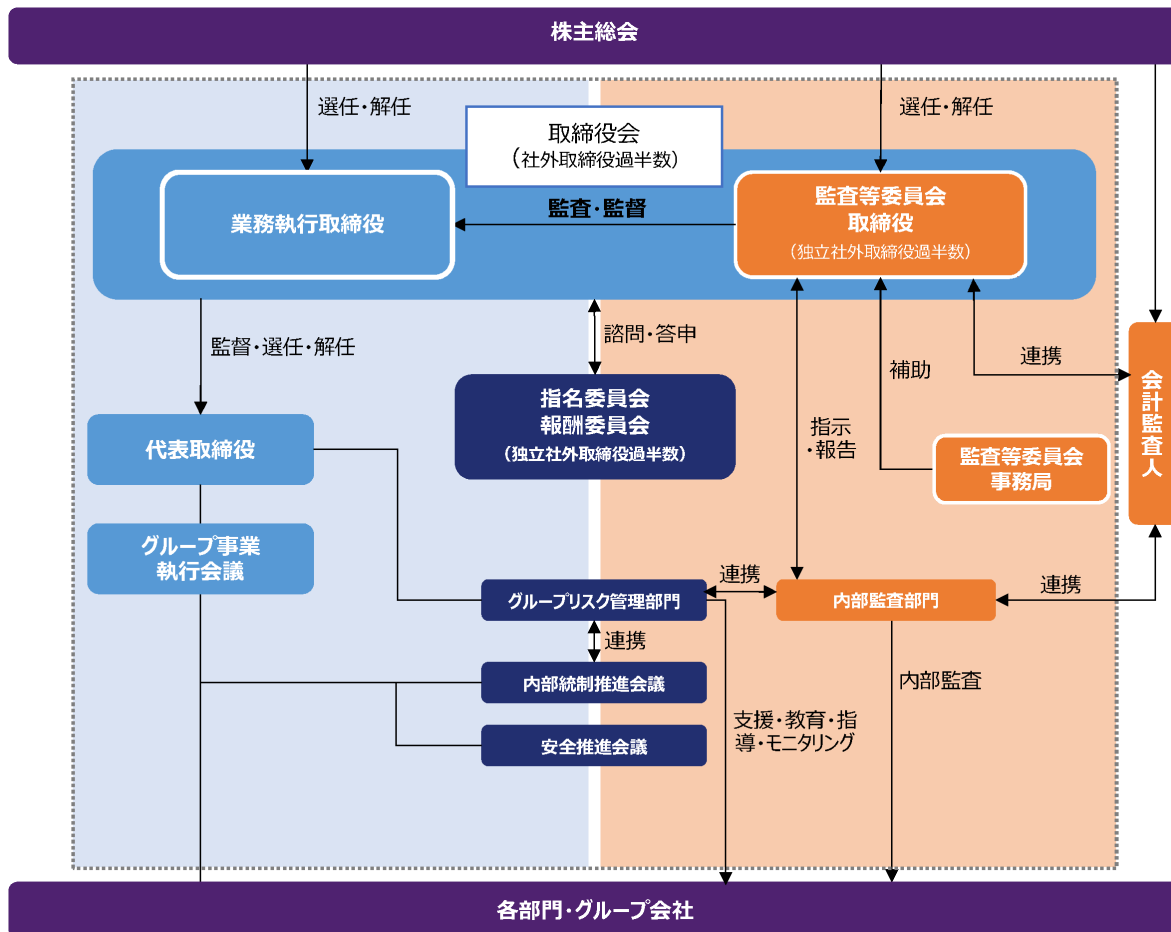 株主総会
選任・解任
選任・解任
取締役会
（社外取締役過半数）
業務執行取締役
監査・監督
監査等委員会
取締役
（独立社外取締役過半数）
監督・選任・解任
諮問・答申
補助
連携
指名委員会
報酬委員会
（独立社外取締役過半数）
代表取締役
指示
・報告
監査等委員会
事務局
会計監査人
グループ事業
執行会議
グループリスク管理部門
連携
内部監査部門
連携
連携
内部統制推進会議
内部監査
安全推進会議
支援・教育・指
導・モニタリング
各部門・グループ会社